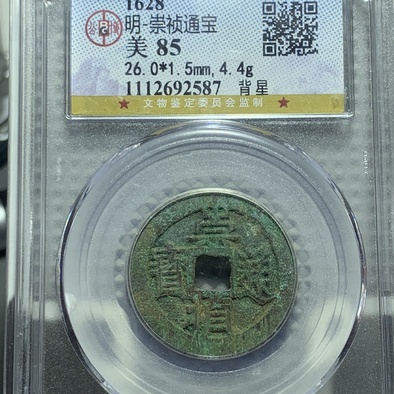 1628
明·崇祯通宝
美 85
26.0*1.5mm,4.4g
1112692587 背星
★ 文物鉴定委员会监制 ★
崇
通 寶
禎